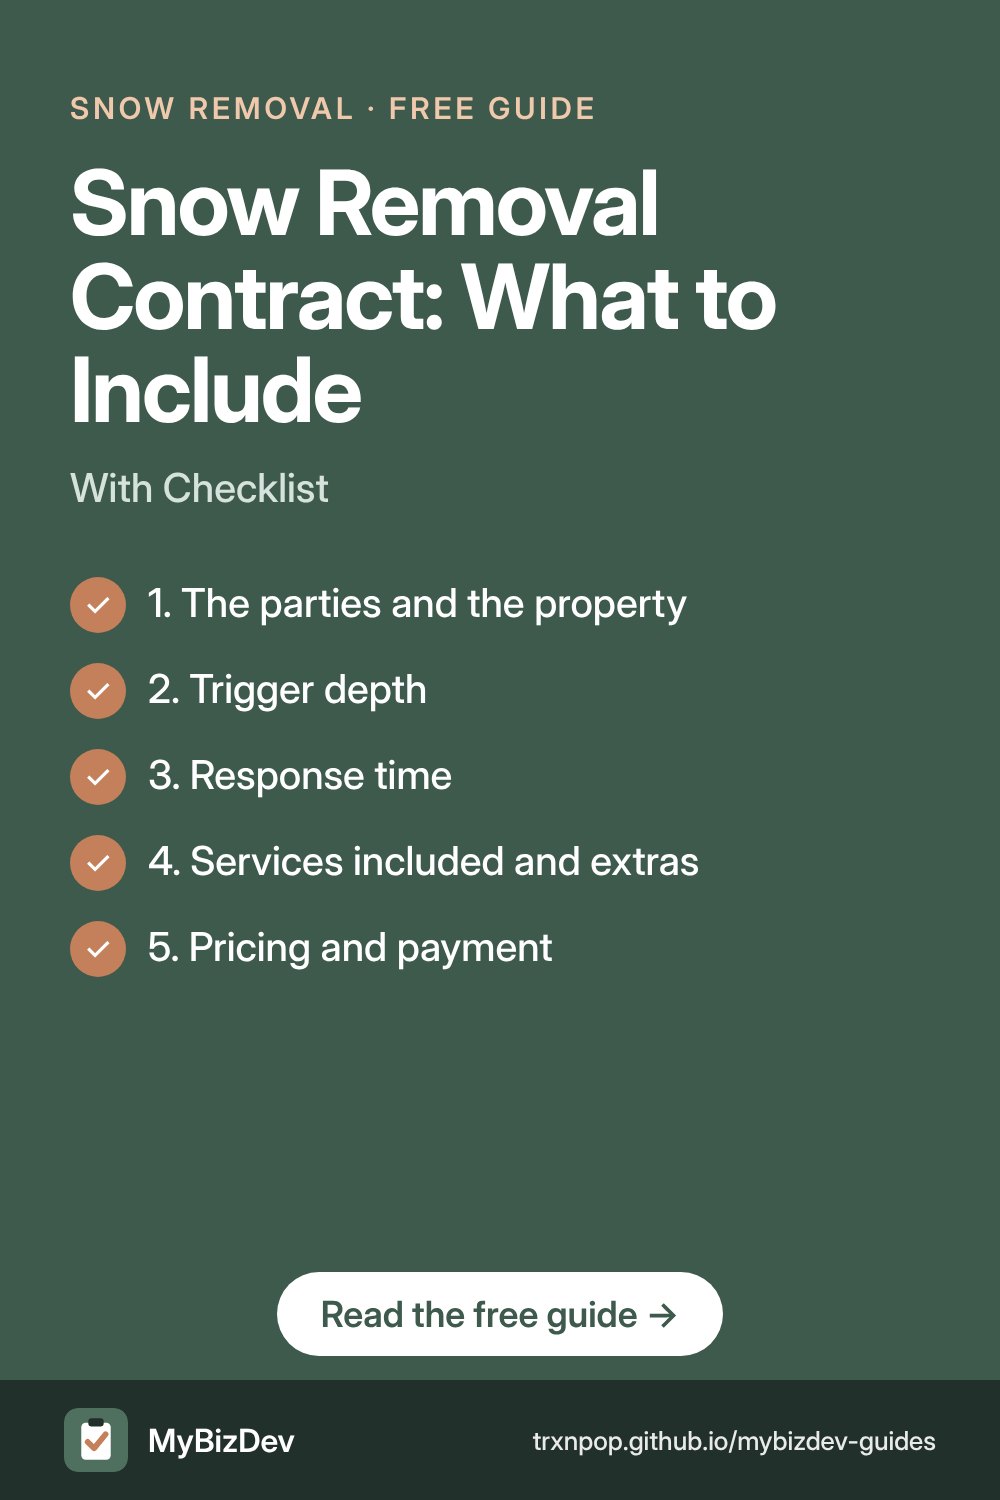 SNOW REMOVAL · FREE GUIDE
Snow Removal
Contract: What to
Include
With Checklist
1. The parties and the property
2. Trigger depth
3. Response time
4. Services included and extras
5. Pricing and payment
Read the free guide →
MyBizDev
trxnpop.github.io/mybizdev-guides